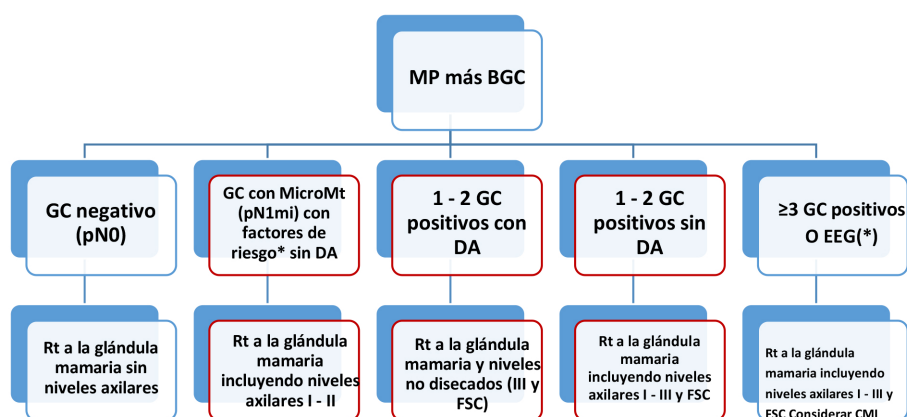 MP más BGC
GC negativo
(pN0)
GC con MicroMt
(pN1mi) con
factores de
riesgo* sin DA
1 - 2 GC
positivos con
DA
1 - 2 GC
positivos sin
DA
≥3 GC positivos
O EEG(*)
Rt a la glándula
mamaria sin
niveles axilares
Rt a la glándula
mamaria
incluyendo niveles
axilares I - II
Rt a la glándula
mamaria y niveles
no disecados (III y
FSC)
Rt a la glándula
mamaria
incluyendo niveles
axilares I - III y FSC
Rt a la glándula
mamaria incluyendo
niveles axilares I - III y
FSC Considerar CMI